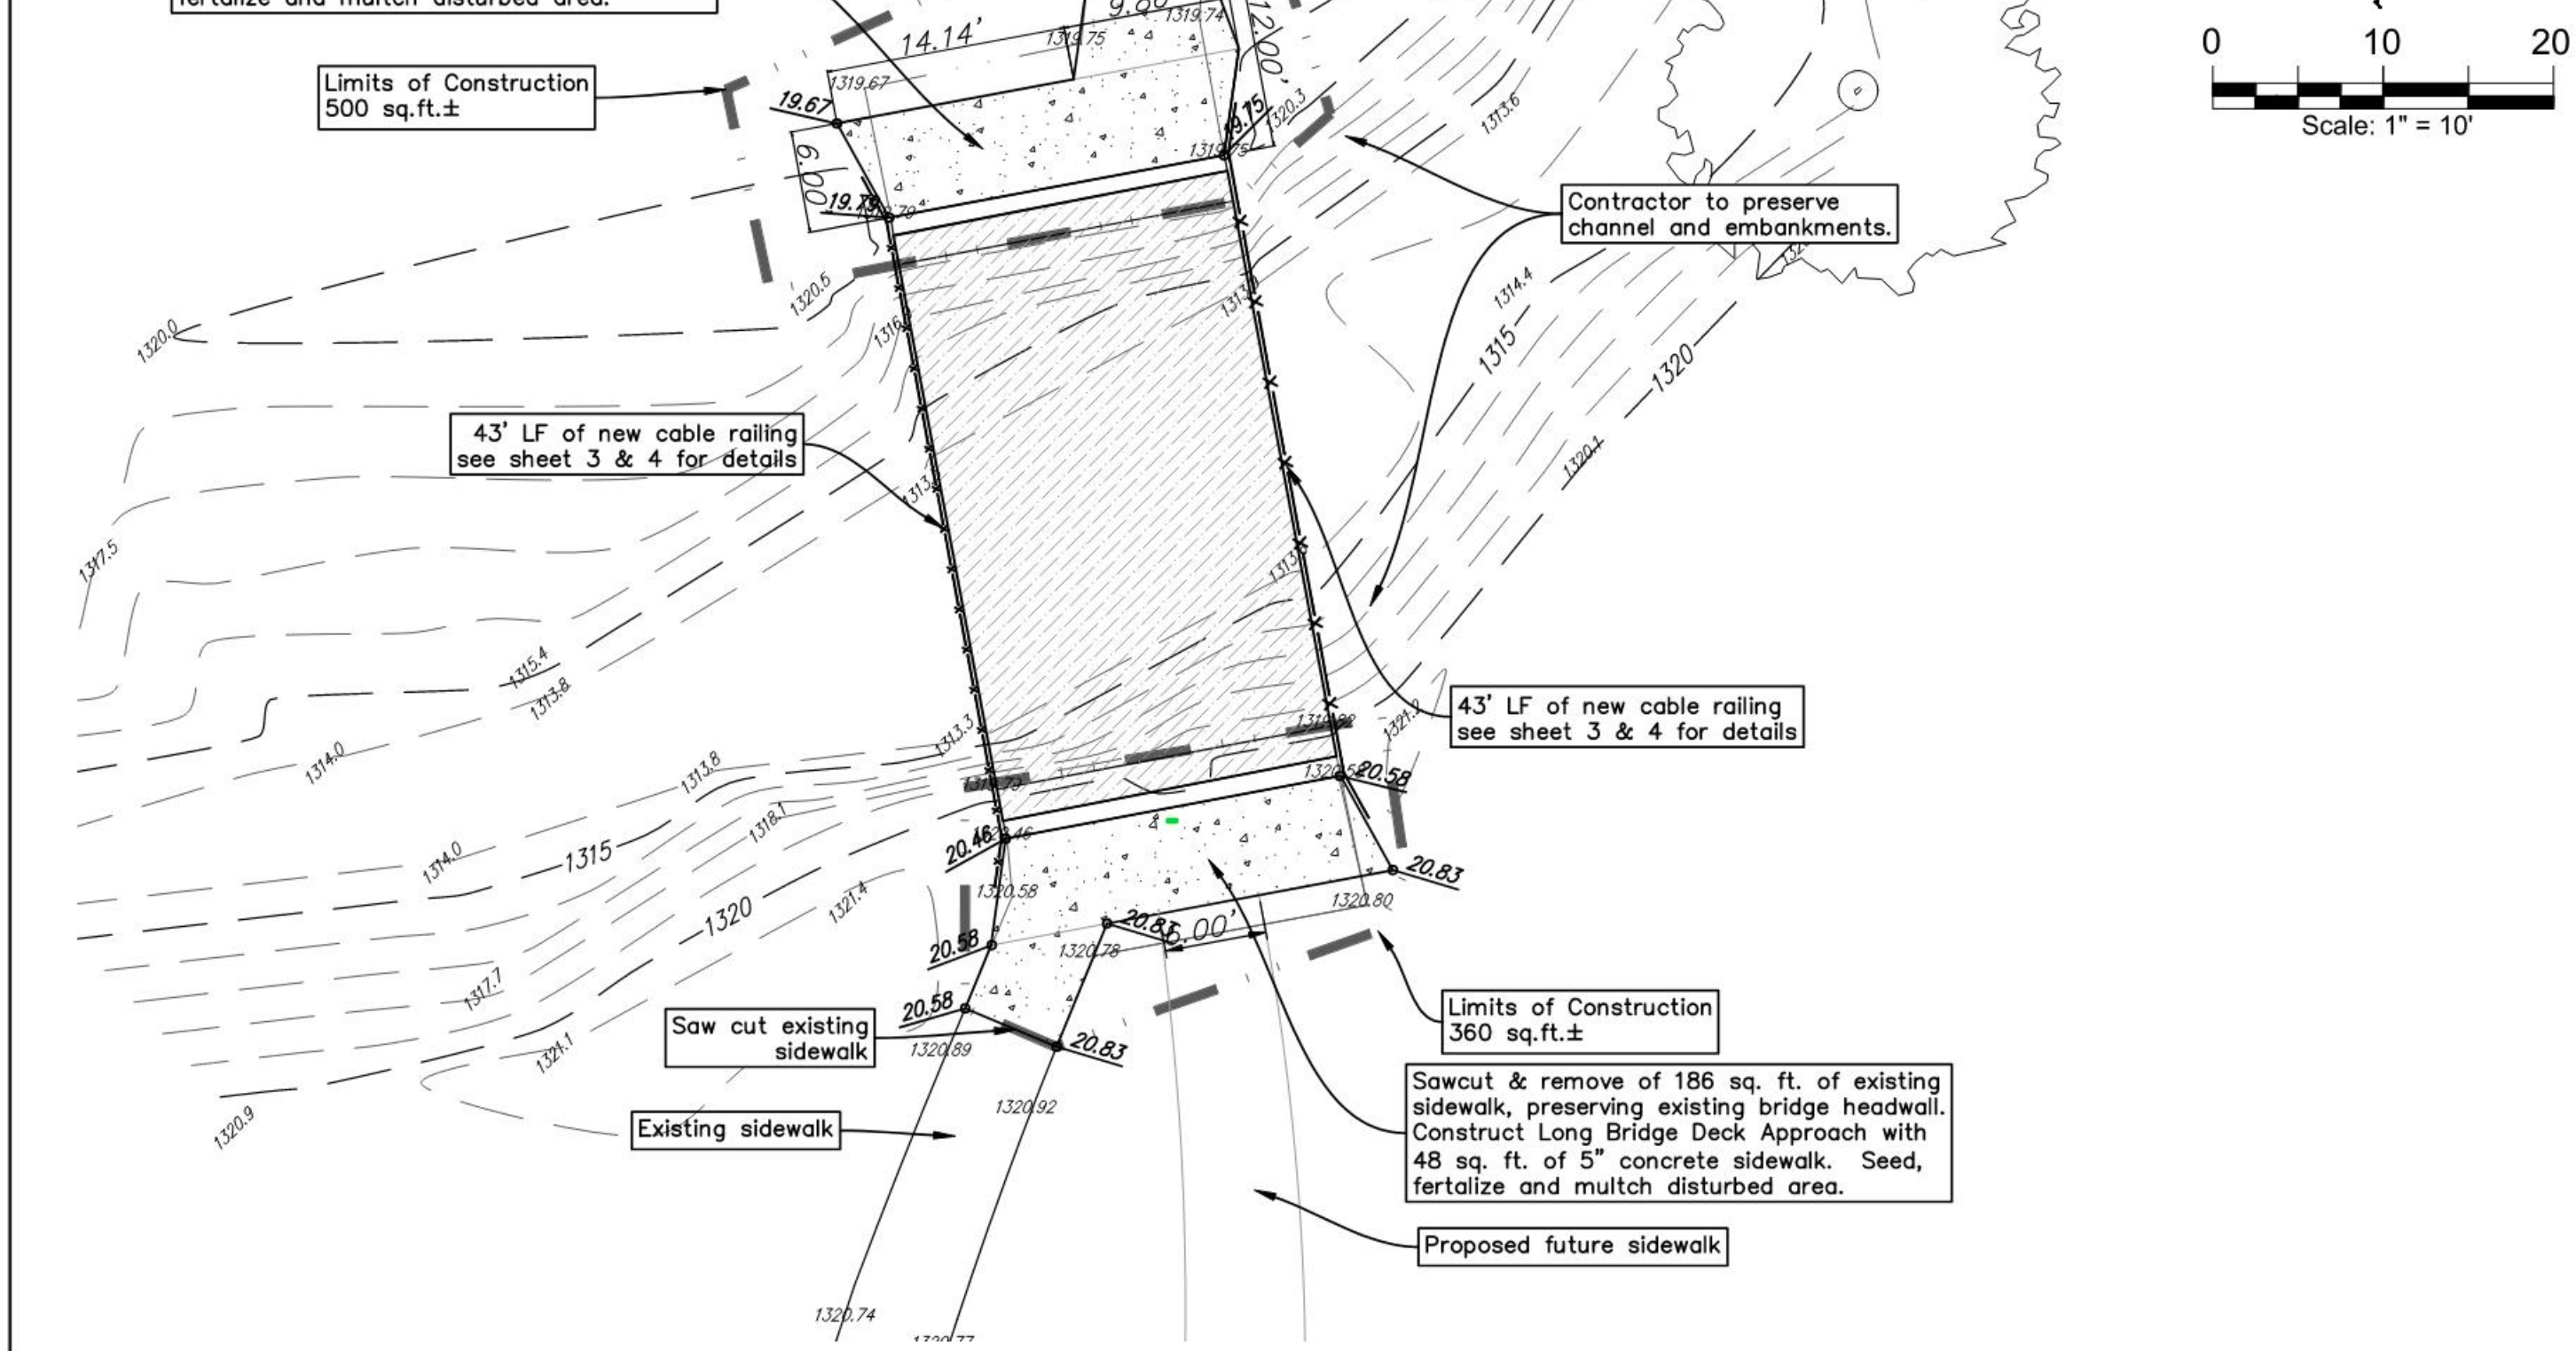 fertalize and multch disturbed area.
14.14'
1319.74
1319.75
12.00'
0 10 20
Scale: 1" = 10'
Limits of Construction
500 sq.ft.±
1319.67
19.67
19.75
1320.3
1313.6
6.00
19.79
Contractor to preserve
channel and embankments.
1320.5
1314.4
1320.0
1315
1320
43' LF of new cable railing
see sheet 3 & 4 for details
1320.1
1317.5
1315.4
1313.8
1314.0
1313.3
1313.8
43' LF of new cable railing
see sheet 3 & 4 for details
1321.2
1319.79
20.58
1318.1
1314.0
1315
20.46
20.83
1320.58
1320.80
1321.4
1320
20.83
6.00'
1320.78
20.58
1317.7
20.58
Saw cut existing
sidewalk
20.83
1320.89
1321.1
Limits of Construction
360 sq.ft.±
1320.9
1320.92
Existing sidewalk
Sawcut & remove of 186 sq. ft. of existing
sidewalk, preserving existing bridge headwall.
Construct Long Bridge Deck Approach with
48 sq. ft. of 5" concrete sidewalk. Seed,
fertalize and multch disturbed area.
Proposed future sidewalk
1320.74